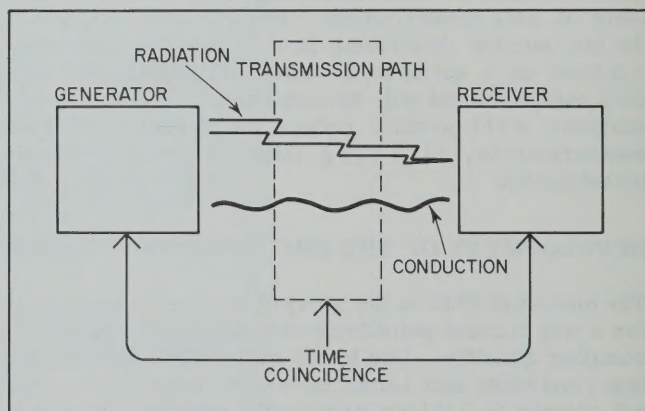 RADIATION
TRANSMISSION PATH
GENERATOR
RECEIVER
CONDUCTION
TIME
COINCIDENCE